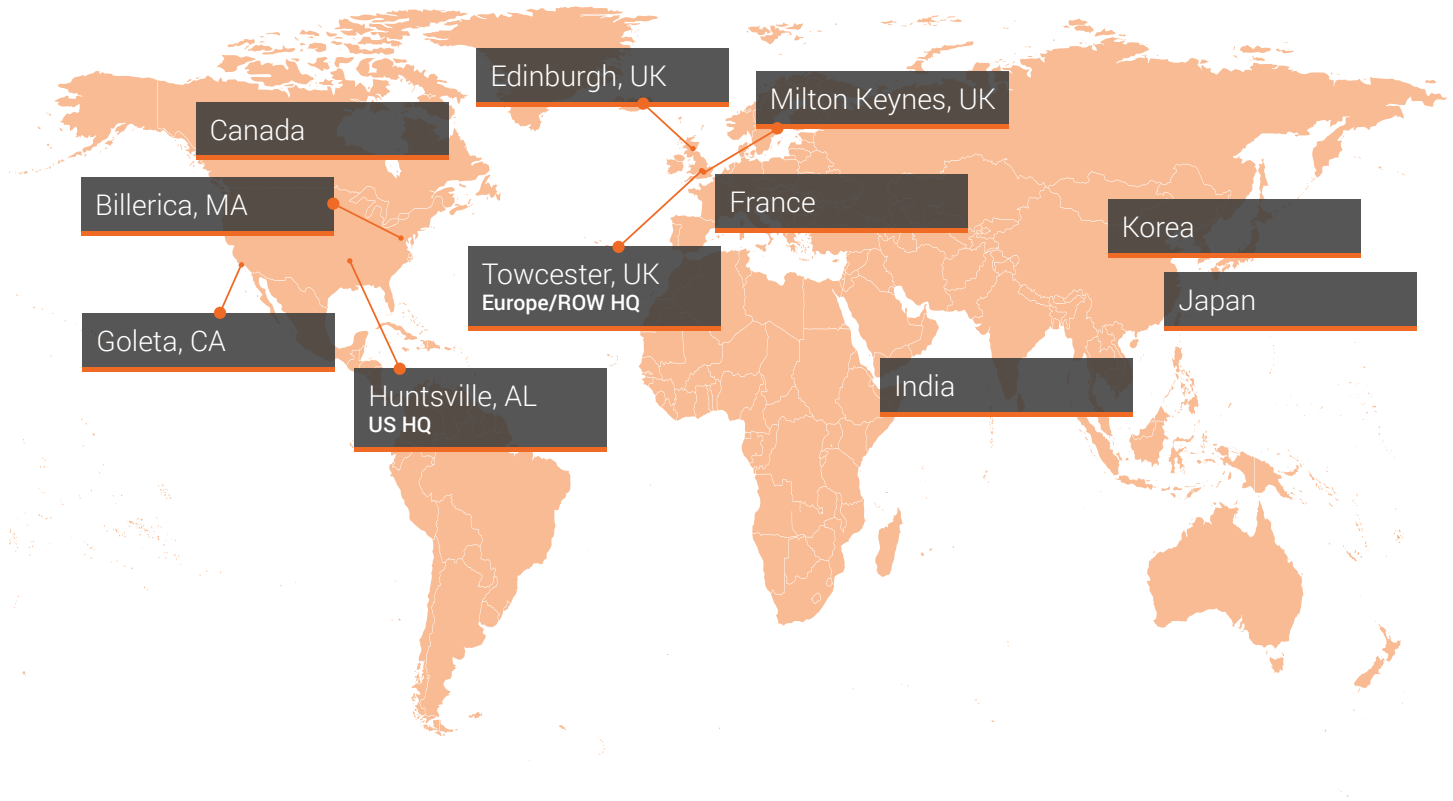 Edinburgh, UK
Milton Keynes, UK
Canada
Billerica, MA
France
Korea
Towcester, UK
Europe/ROW HQ
Japan
Goleta, CA
India
Huntsville, AL
US HQ